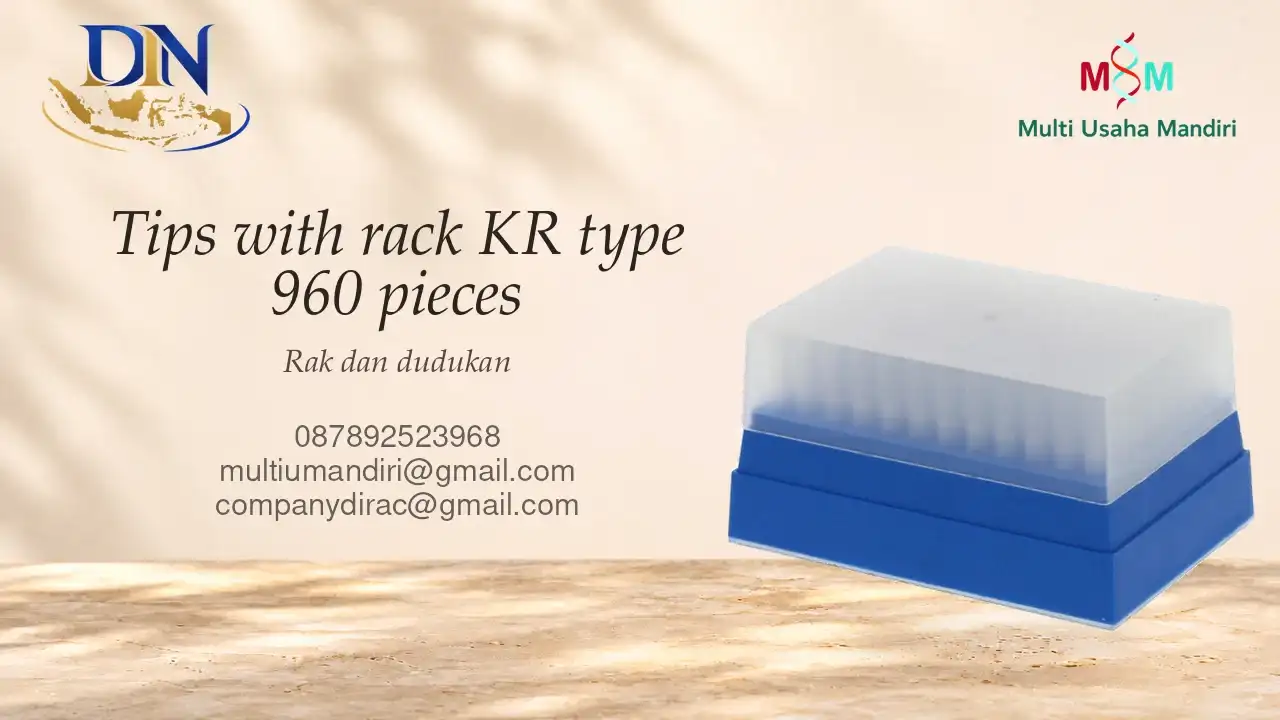 DIN
M M
Multi Usaha Mandiri
Tips with rack KR type
960 pieces
Rak dan dudukan
087892523968
multiumandiri@gmail.com
companydirac@gmail.com